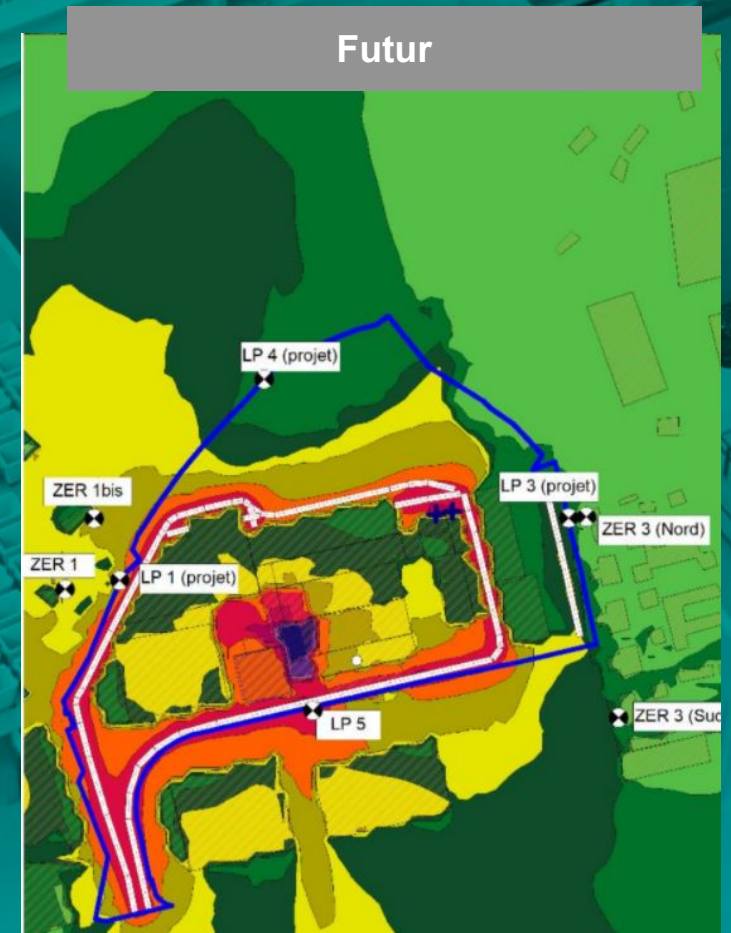 Futur
LP 4 (projet)
ZER 1bis
LP 3 (projet)
ZER 3 (Nord)
ZER 1
LP 1 (projet)
LP 5
ZER 3 (Suc